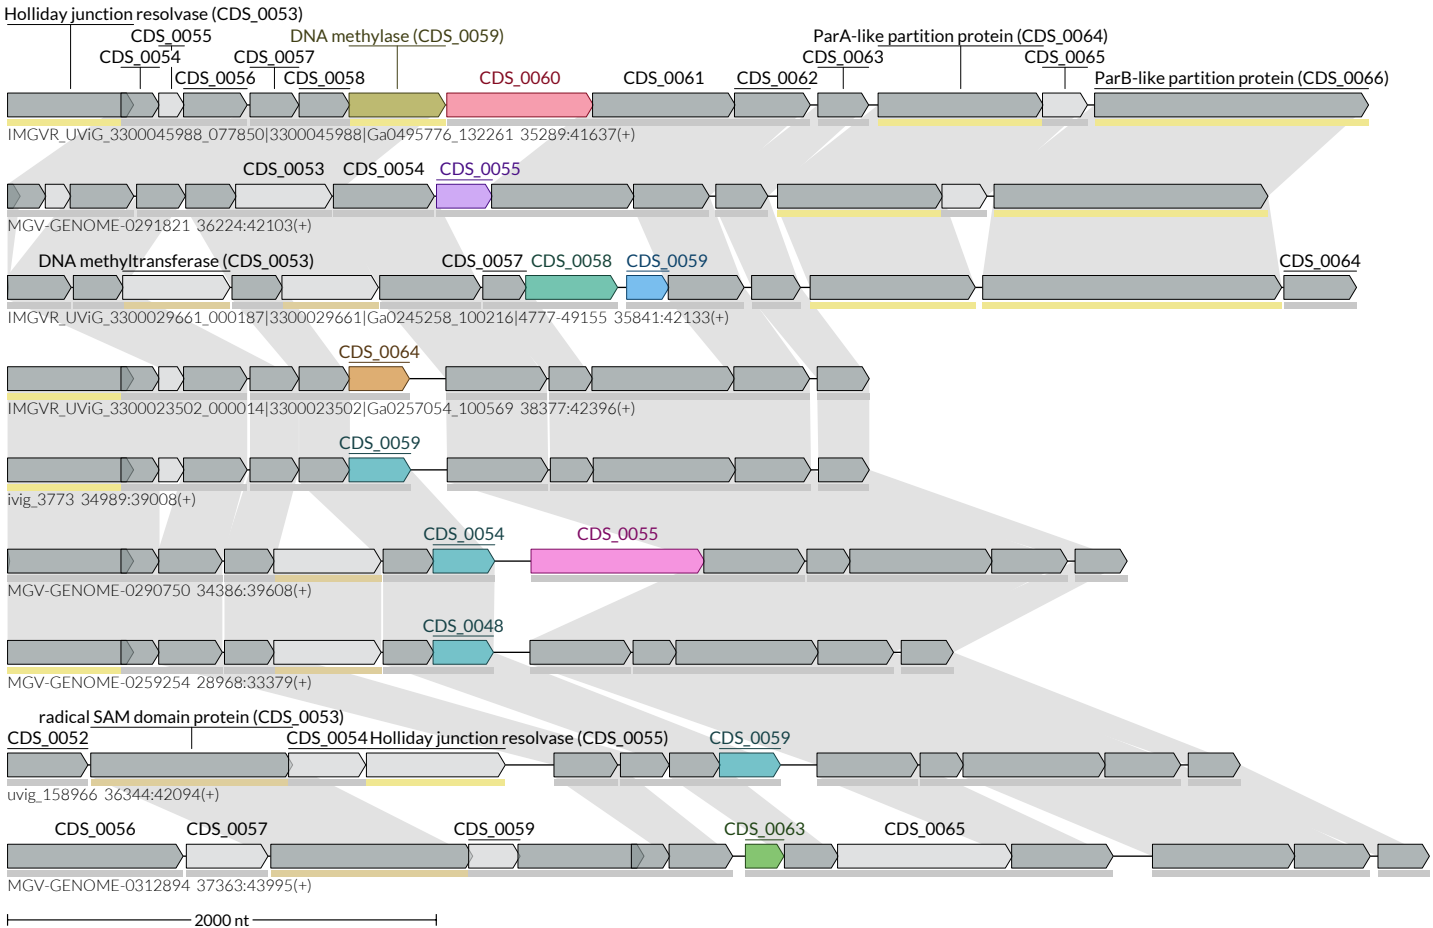 Holliday junction resolvase (CDS_0053)
CDS_0055 DNA methylase (CDS_0059) ParA-like partition protein (CDS_0064)
CDS_0054 CDS_0057 CDS_0063 CDS_0065
CDS_0056 CDS_0058 CDS_0060 CDS_0061 CDS_0062 ParB-like partition protein (CDS_0066)
IMGVR_UViG_3300045988_077850|3300045988|Ga0495776_132261 35289:41637(+)
CDS_0053 CDS_0054 CDS_0055
MGV-GENOME-0291821 36224:42103(+)
DNA methyltransferase (CDS_0053) CDS_0057 CDS_0058 CDS_0059 CDS_0064
IMGVR_UViG_3300029661_000187|3300029661|Ga0245258_100216|4777-49155 35841:42133(+)
CDS_0064
IMGVR_UViG_3300023502_000014|3300023502|Ga0257054_100569 38377:42396(+)
CDS_0059
ivig_3773 34989:39008(+)
CDS_0054 CDS_0055
MGV-GENOME-0290750 34386:39608(+)
CDS_0048
MGV-GENOME-0259254 28968:33379(+)
radical SAM domain protein (CDS_0053)
CDS_0052 CDS_0054 Holliday junction resolvase (CDS_0055) CDS_0059
uvig_158966 36344:42094(+)
CDS_0056 CDS_0057 CDS_0059 CDS_0063 CDS_0065
MGV-GENOME-0312894 37363:43995(+)
2000 nt